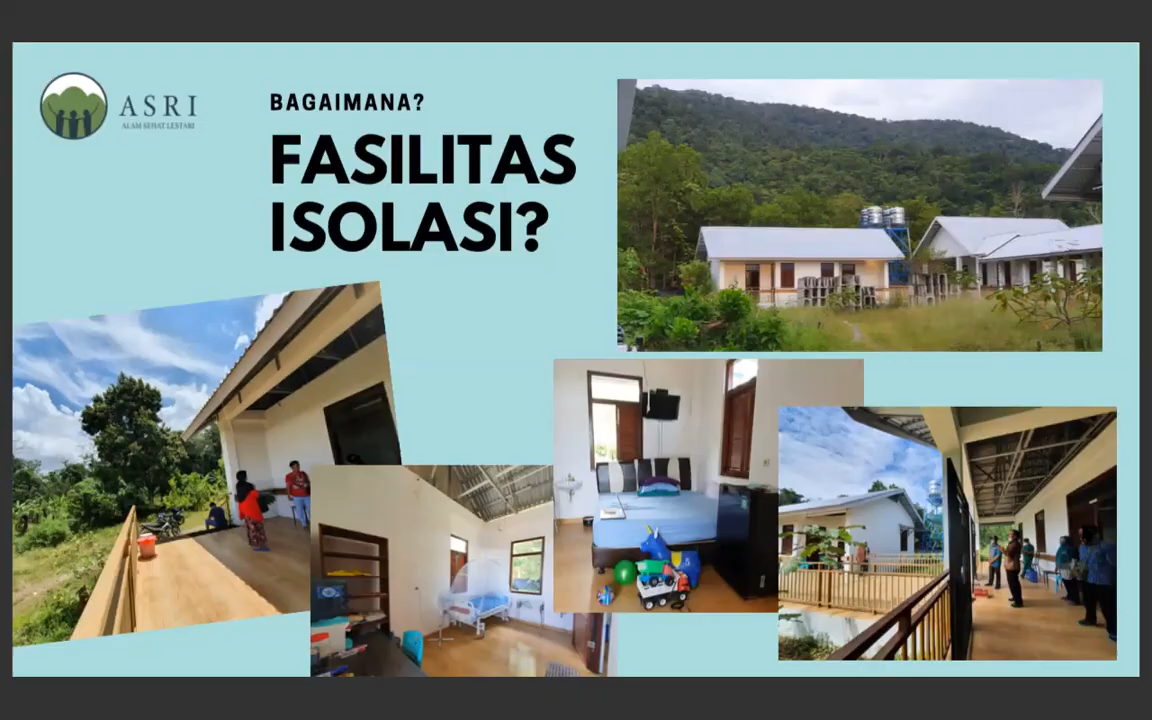 ASRI
ALAM SEHAT LESTARI
BAGAIMANA?
FASILITAS
ISOLASI?